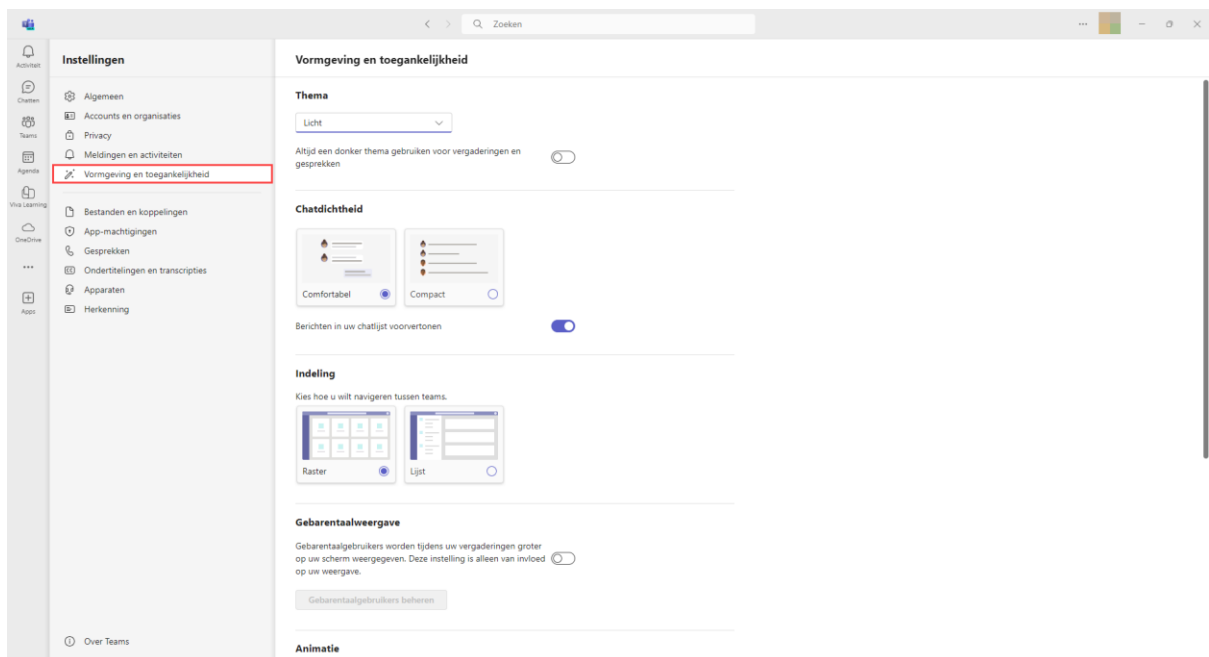 Zoeken
Activiteit
Chatten
Teams
Agenda
Viva Learning
OneDrive
Apps
Instellingen
Algemeen
Accounts en organisaties
Privacy
Meldingen en activiteiten
Vormgeving en toegankelijkheid
Bestanden en koppelingen
App-machtigingen
Gesprekken
Ondertitelingen en transcripties
Apparaten
Herkenning
Over Teams
Vormgeving en toegankelijkheid
Thema
Licht
Altijd een donker thema gebruiken voor vergaderingen en
gesprekken
Chatdichtheid
Comfortabel
Compact
Berichten in uw chatlijst voorvertonen
Indeling
Kies hoe u wilt navigeren tussen teams.
Raster
Lijst
Gebarentaalweergave
Gebarentaalgebruikers worden tijdens uw vergaderingen groter
op uw scherm weergegeven. Deze instelling is alleen van invloed
op uw weergave.
Gebarentaalgebruikers beheren
Animatie